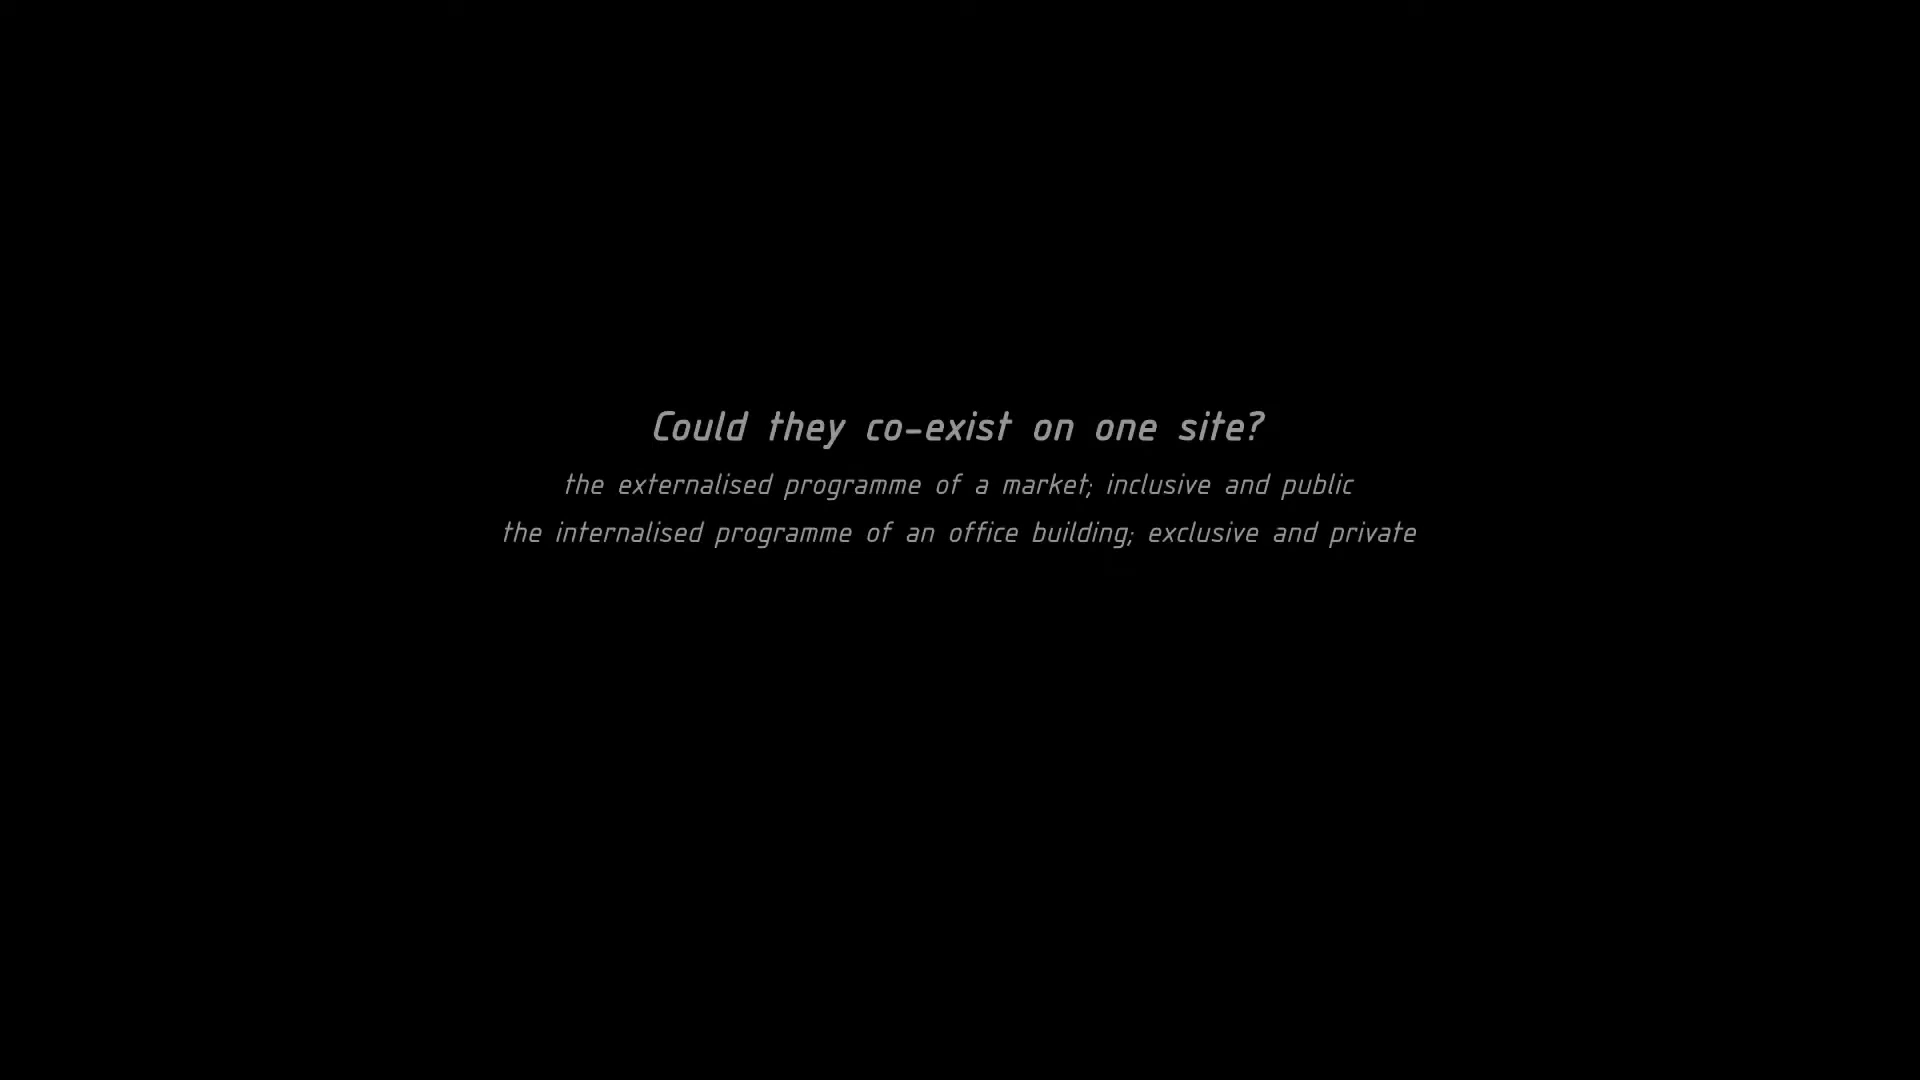 Could they co-exist on one site?
the externalised programme of a market; inclusive and public
the internalised programme of an office building; exclusive and private